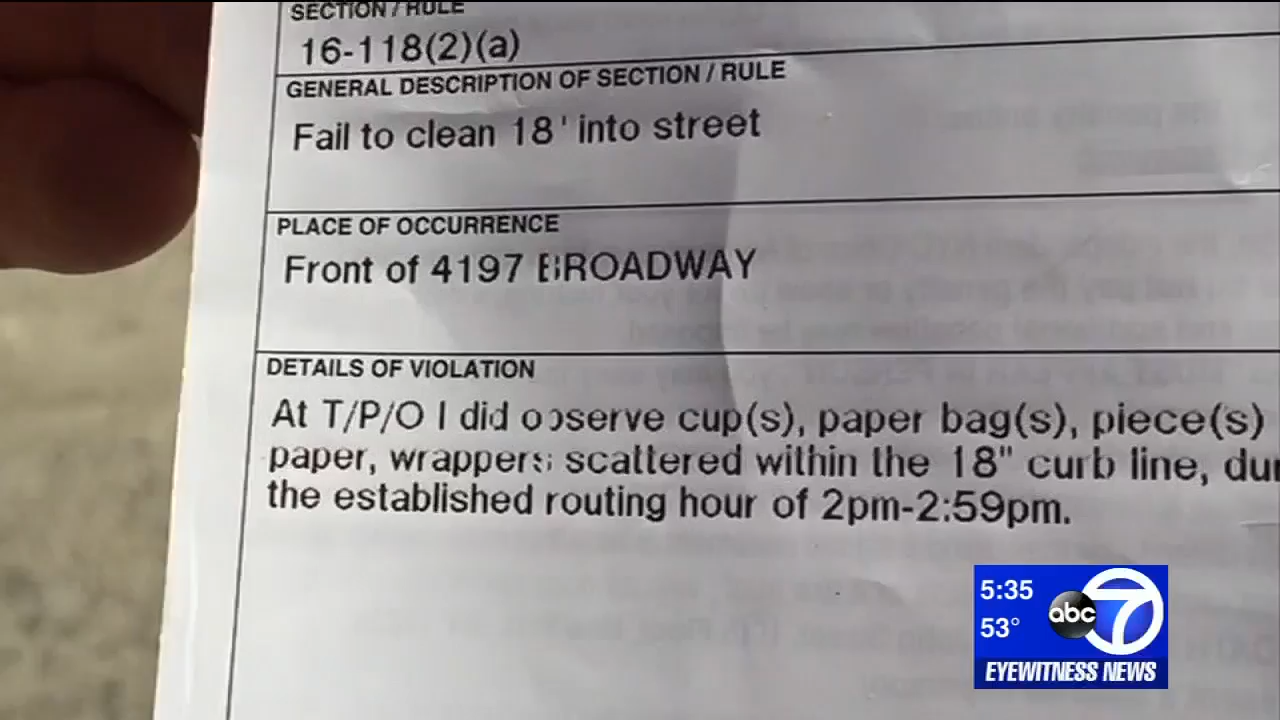 SECTION / RULE
16-118(2)(a)
GENERAL DESCRIPTION OF SECTION / RULE
Fail to clean 18' into street
PLACE OF OCCURRENCE
Front of 4197 BROADWAY
DETAILS OF VIOLATION
At T/P/O I did observe cup(s), paper bag(s), piece(s)
paper, wrappers scattered within the 18" curb line, dur
the established routing hour of 2pm-2:59pm.
5:35
53°
abc 7
EYEWITNESS NEWS